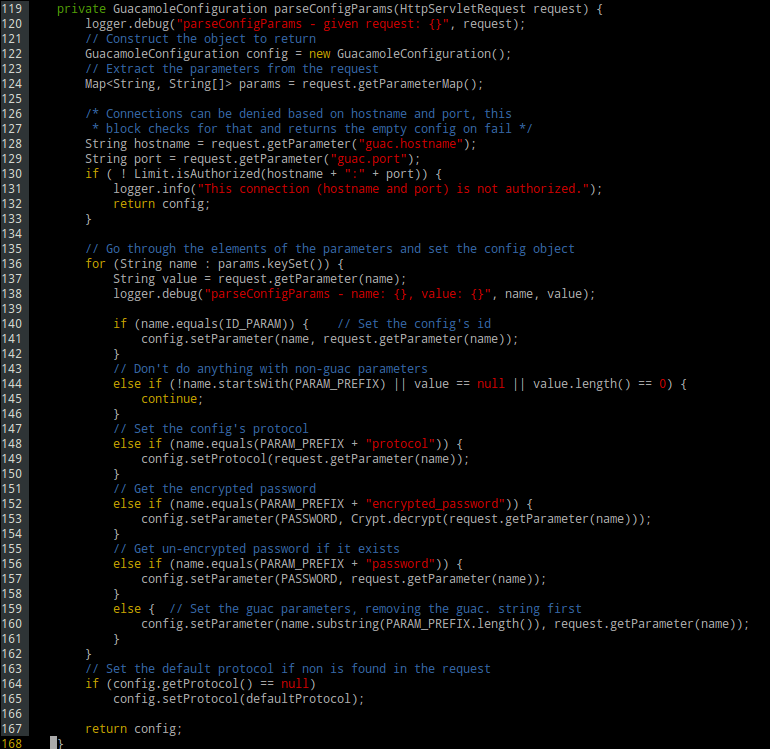 119    private GuacamoleConfiguration parseConfigParams(HttpServletRequest request) {
120        logger.debug("parseConfigParams - given request: {}", request);
121        // Construct the object to return
122        GuacamoleConfiguration config = new GuacamoleConfiguration();
123        // Extract the parameters from the request
124        Map<String, String[]> params = request.getParameterMap();
125
126        /* Connections can be denied based on hostname and port, this
127         * block checks for that and returns the empty config on fail */
128        String hostname = request.getParameter("guac.hostname");
129        String port = request.getParameter("guac.port");
130        if ( ! Limit.isAuthorized(hostname + ":" + port)) {
131            logger.info("This connection (hostname and port) is not authorized.");
132            return config;
133        }
134
135        // Go through the elements of the parameters and set the config object
136        for (String name : params.keySet()) {
137            String value = request.getParameter(name);
138            logger.debug("parseConfigParams - name: {}, value: {}", name, value);
139
140            if (name.equals(ID_PARAM)) {    // Set the config's id
141                config.setParameter(name, request.getParameter(name));
142            }
143            // Don't do anything with non-guac parameters
144            else if (!name.startsWith(PARAM_PREFIX) || value == null || value.length() == 0) {
145                continue;
146            }
147            // Set the config's protocol
148            else if (name.equals(PARAM_PREFIX + "protocol")) {
149                config.setProtocol(request.getParameter(name));
150            }
151            // Get the encrypted password
152            else if (name.equals(PARAM_PREFIX + "encrypted_password")) {
153                config.setParameter(PASSWORD, Crypt.decrypt(request.getParameter(name)));
154            }
155            // Get un-encrypted password if it exists
156            else if (name.equals(PARAM_PREFIX + "password")) {
157                config.setParameter(PASSWORD, request.getParameter(name));
158            }
159            else {  // Set the guac parameters, removing the guac. string first
160                config.setParameter(name.substring(PARAM_PREFIX.length()), request.getParameter(name));
161            }
162        }
163        // Set the default protocol if non is found in the request
164        if (config.getProtocol() == null)
165            config.setProtocol(defaultProtocol);
166
167        return config;
168    }